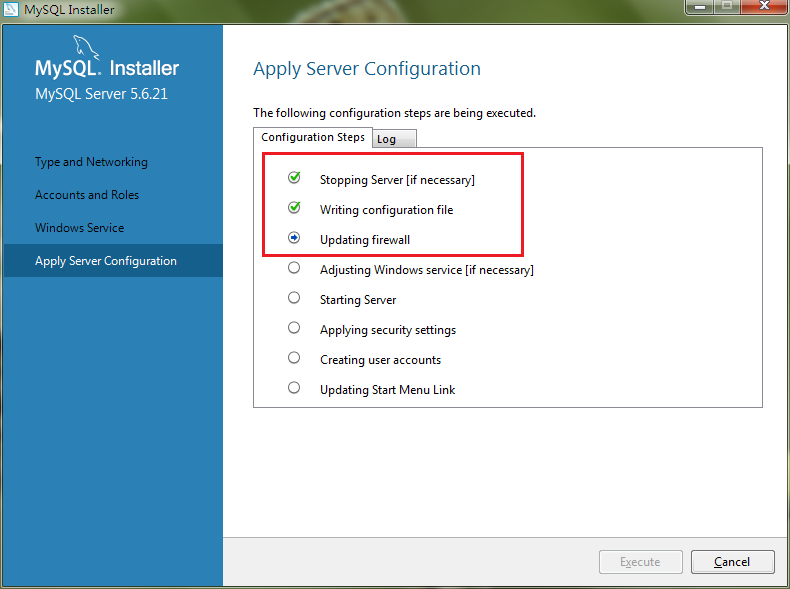 MySQL Installer
MySQL. Installer
MySQL Server 5.6.21
Type and Networking
Accounts and Roles
Windows Service
Apply Server Configuration
Apply Server Configuration
The following configuration steps are being executed.
Configuration Steps
Log
Stopping Server [if necessary]
Writing configuration file
Updating firewall
Adjusting Windows service [if necessary]
Starting Server
Applying security settings
Creating user accounts
Updating Start Menu Link
Execute
Cancel